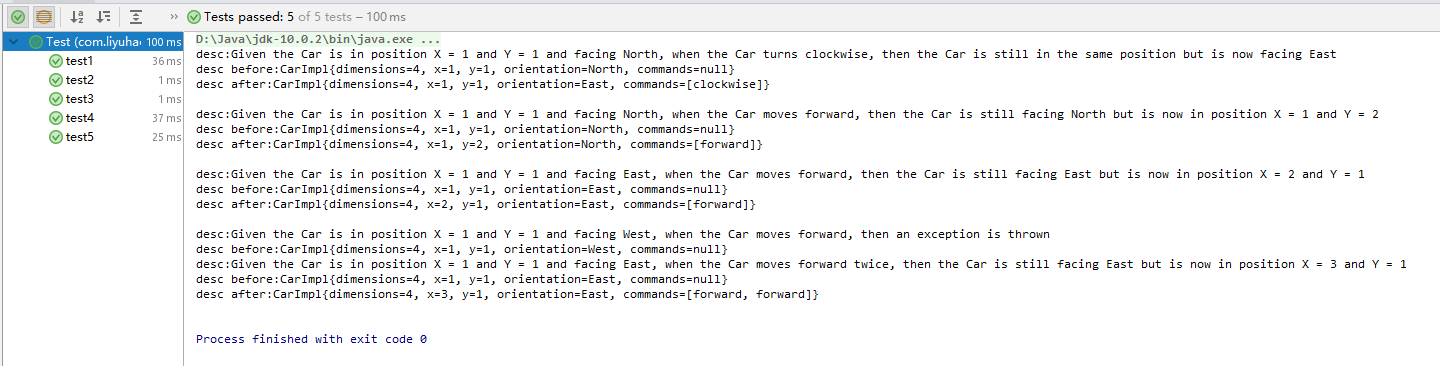 Tests passed: 5 of 5 tests – 100 ms
Test (com.liyuhao 100 ms
test1 36 ms
test2 1 ms
test3 1 ms
test4 37 ms
test5 25 ms
D:\Java\jdk-10.0.2\bin\java.exe ...
desc:Given the Car is in position X = 1 and Y = 1 and facing North, when the Car turns clockwise, then the Car is still in the same position but is now facing East
desc before:CarImpl{dimensions=4, x=1, y=1, orientation=North, commands=null}
desc after:CarImpl{dimensions=4, x=1, y=1, orientation=East, commands=[clockwise]}
desc:Given the Car is in position X = 1 and Y = 1 and facing North, when the Car moves forward, then the Car is still facing North but is now in position X = 1 and Y = 2
desc before:CarImpl{dimensions=4, x=1, y=1, orientation=North, commands=null}
desc after:CarImpl{dimensions=4, x=1, y=2, orientation=North, commands=[forward]}
desc:Given the Car is in position X = 1 and Y = 1 and facing East, when the Car moves forward, then the Car is still facing East but is now in position X = 2 and Y = 1
desc before:CarImpl{dimensions=4, x=1, y=1, orientation=East, commands=null}
desc after:CarImpl{dimensions=4, x=2, y=1, orientation=East, commands=[forward]}
desc:Given the Car is in position X = 1 and Y = 1 and facing West, when the Car moves forward, then an exception is thrown
desc before:CarImpl{dimensions=4, x=1, y=1, orientation=West, commands=null}
desc:Given the Car is in position X = 1 and Y = 1 and facing East, when the Car moves forward twice, then the Car is still facing East but is now in position X = 3 and Y = 1
desc before:CarImpl{dimensions=4, x=1, y=1, orientation=East, commands=null}
desc after:CarImpl{dimensions=4, x=3, y=1, orientation=East, commands=[forward, forward]}
Process finished with exit code 0